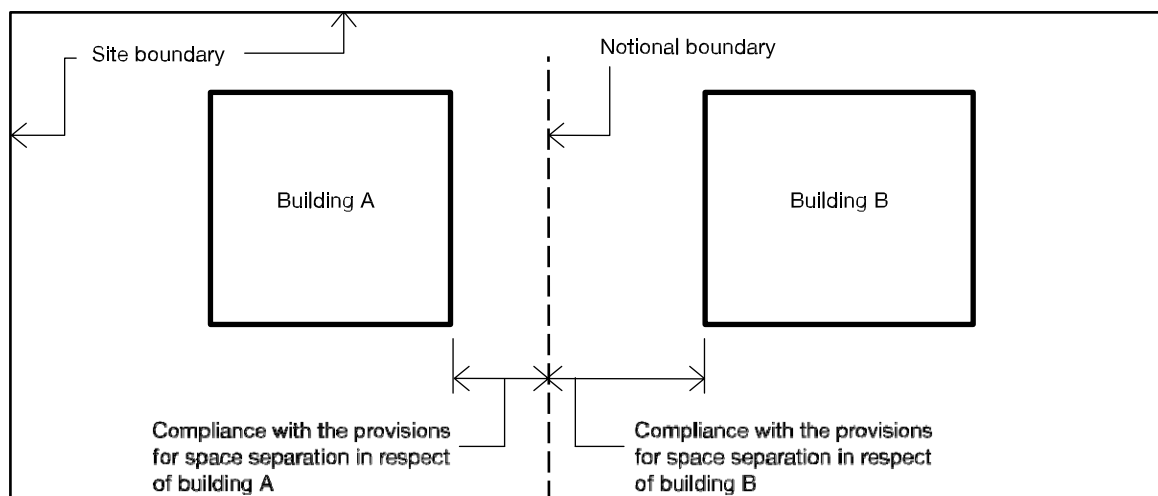 Site boundary
Notional boundary
Building A
Building B
Compliance with the provisions
for space separation in respect
of building A
Compliance with the provisions
for space separation in respect
of building B